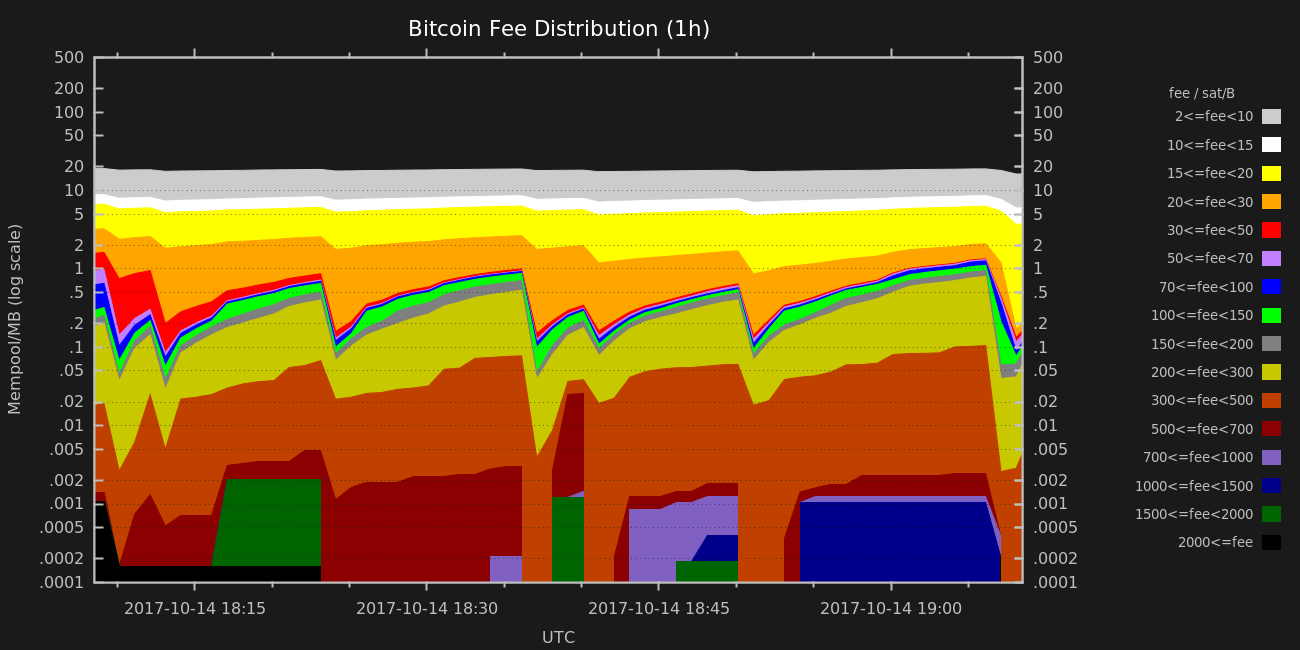 Bitcoin Fee Distribution (1h)
500
200
100
50
20
10
5
2
1
.5
.2
.1
.05
.02
.01
.005
.002
.001
.0005
.0002
.0001
Mempool/MB (log scale)
500
200
100
50
20
10
5
2
1
.5
.2
.1
.05
.02
.01
.005
.002
.001
.0005
.0002
.0001
fee / sat/B
2<=fee<10
10<=fee<15
15<=fee<20
20<=fee<30
30<=fee<50
50<=fee<70
70<=fee<100
100<=fee<150
150<=fee<200
200<=fee<300
300<=fee<500
500<=fee<700
700<=fee<1000
1000<=fee<1500
1500<=fee<2000
2000<=fee
2017-10-14 18:15 2017-10-14 18:30 2017-10-14 18:45 2017-10-14 19:00
UTC